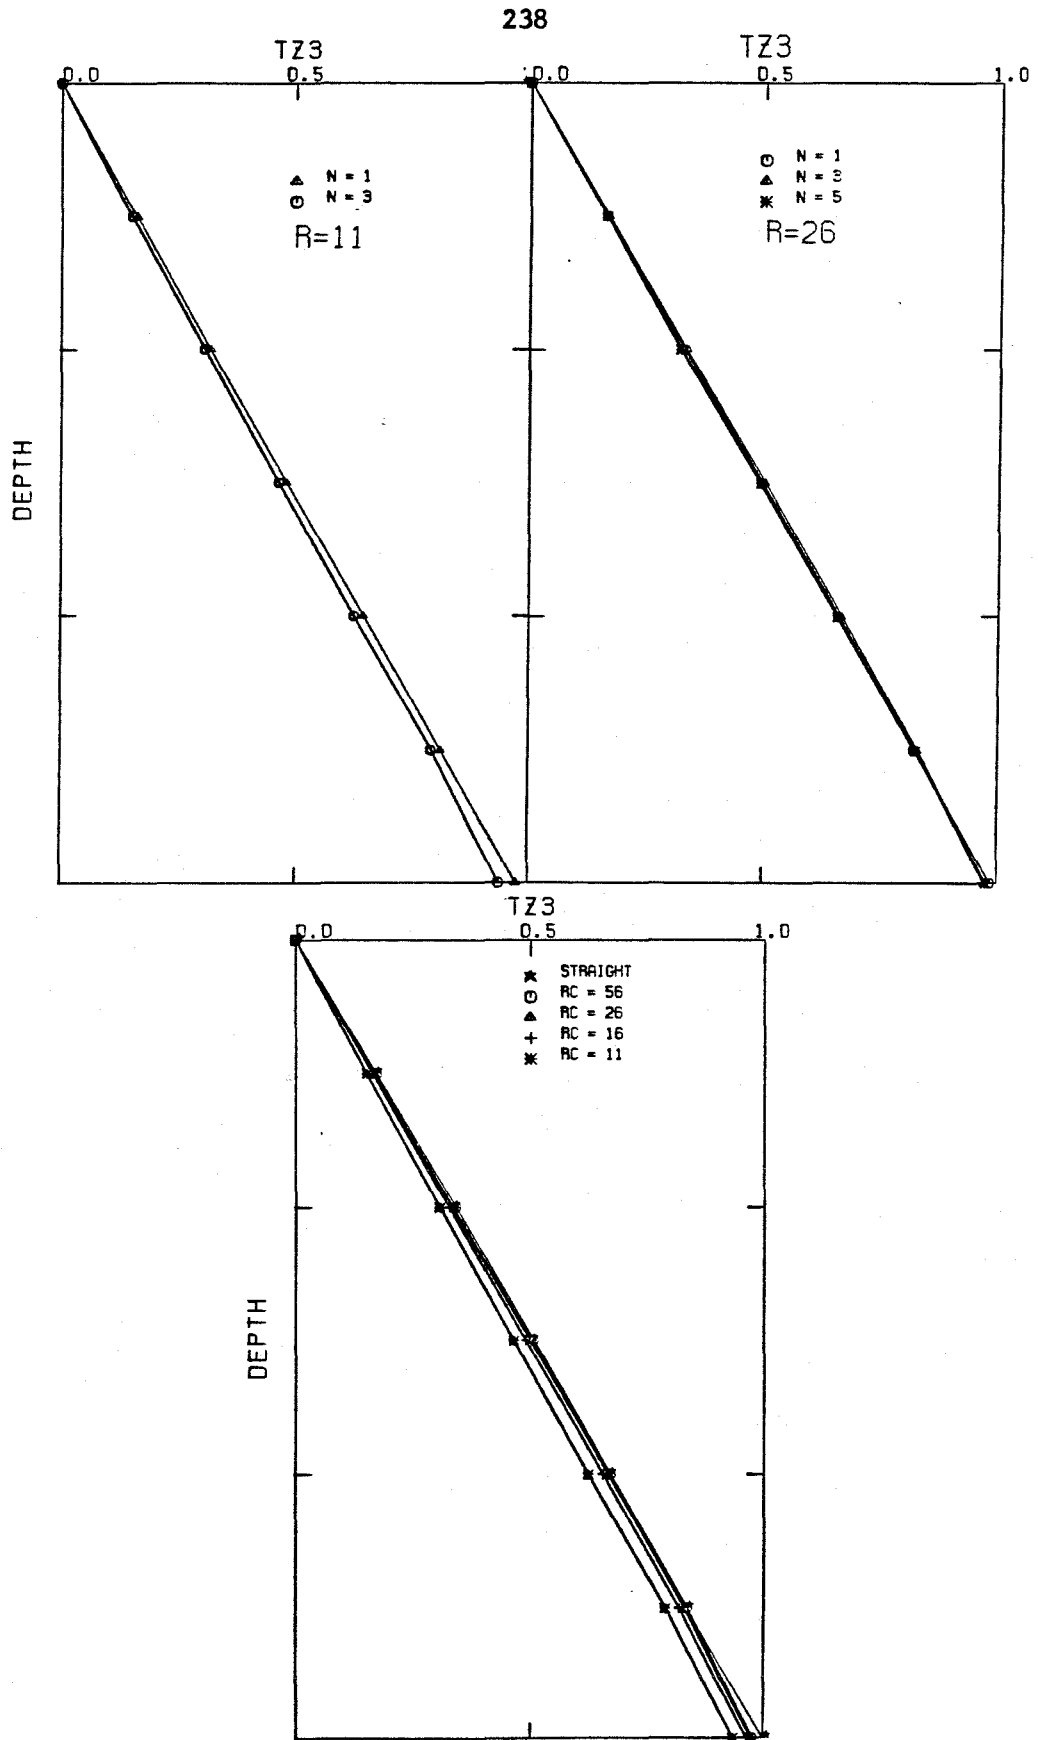 238
TZ3
0.0 0.5
N = 1
N = 3
R=11
TZ3
0.0 0.5 1.0
N = 1
N = 3
N = 5
R=26
DEPTH
TZ3
0.0 0.5 1.0
STRAIGHT
RC = 56
RC = 26
RC = 16
RC = 11
DEPTH